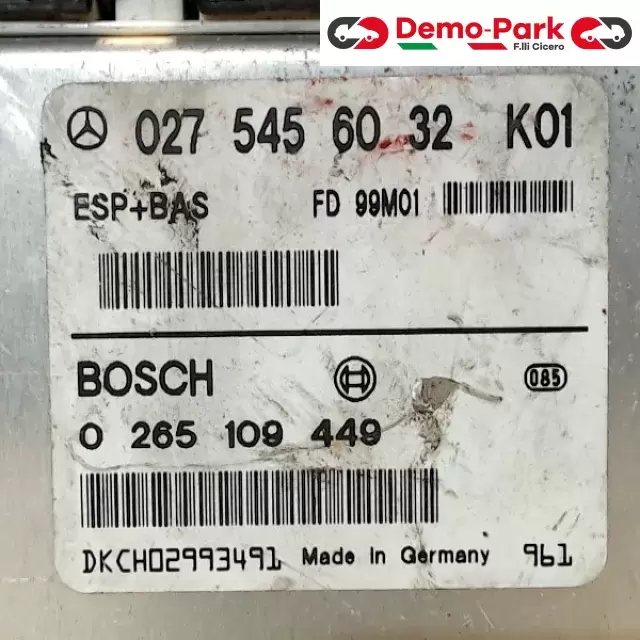 Demo-Park
F.lli Cicero
027 545 60 32 K01
ESP+BAS FD 99M01
BOSCH 085
0 265 109 449
DKCH02993491 Made in Germany 961